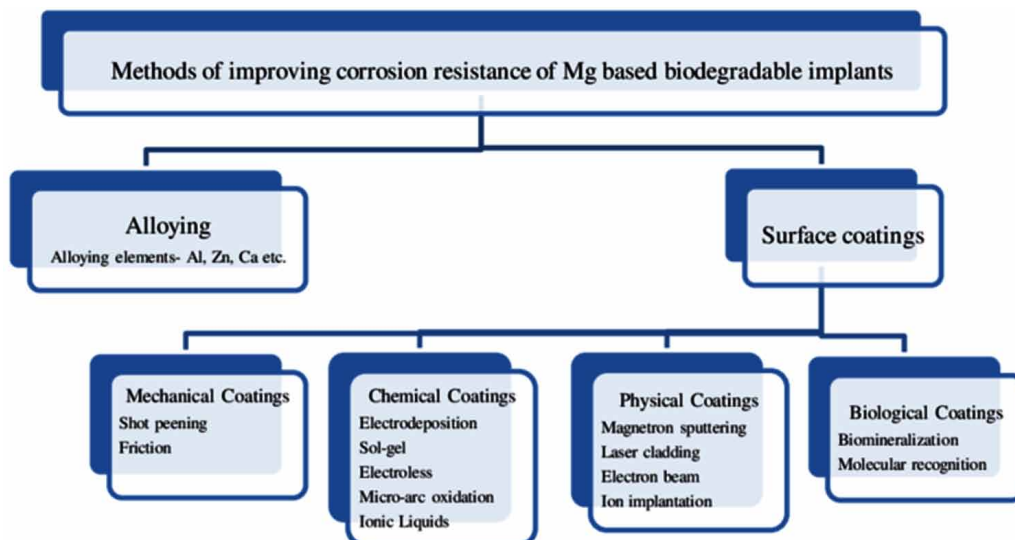 Methods of improving corrosion resistance of Mg based biodegradable implants
Alloying
Alloying elements- Al, Zn, Ca etc.
Surface coatings
Mechanical Coatings
Shot peening
Friction
Chemical Coatings
Electrodeposition
Sol-gel
Electroless
Micro-arc oxidation
Ionic Liquids
Physical Coatings
Magnetron sputtering
Laser cladding
Electron beam
Ion implantation
Biological Coatings
Biomineralization
Molecular recognition